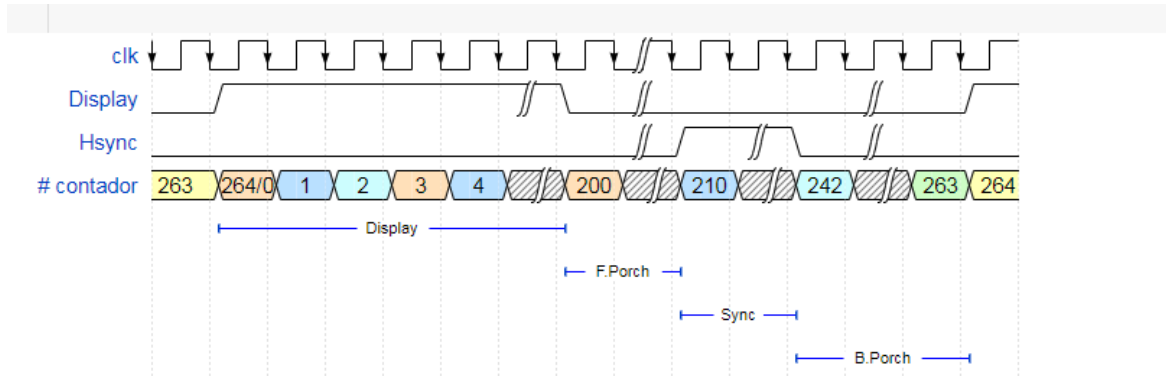 clk
Display
Hsync
# contador 263 264/0 1 2 3 4 200 210 242 263 264
Display
F.Porch
Sync
B.Porch